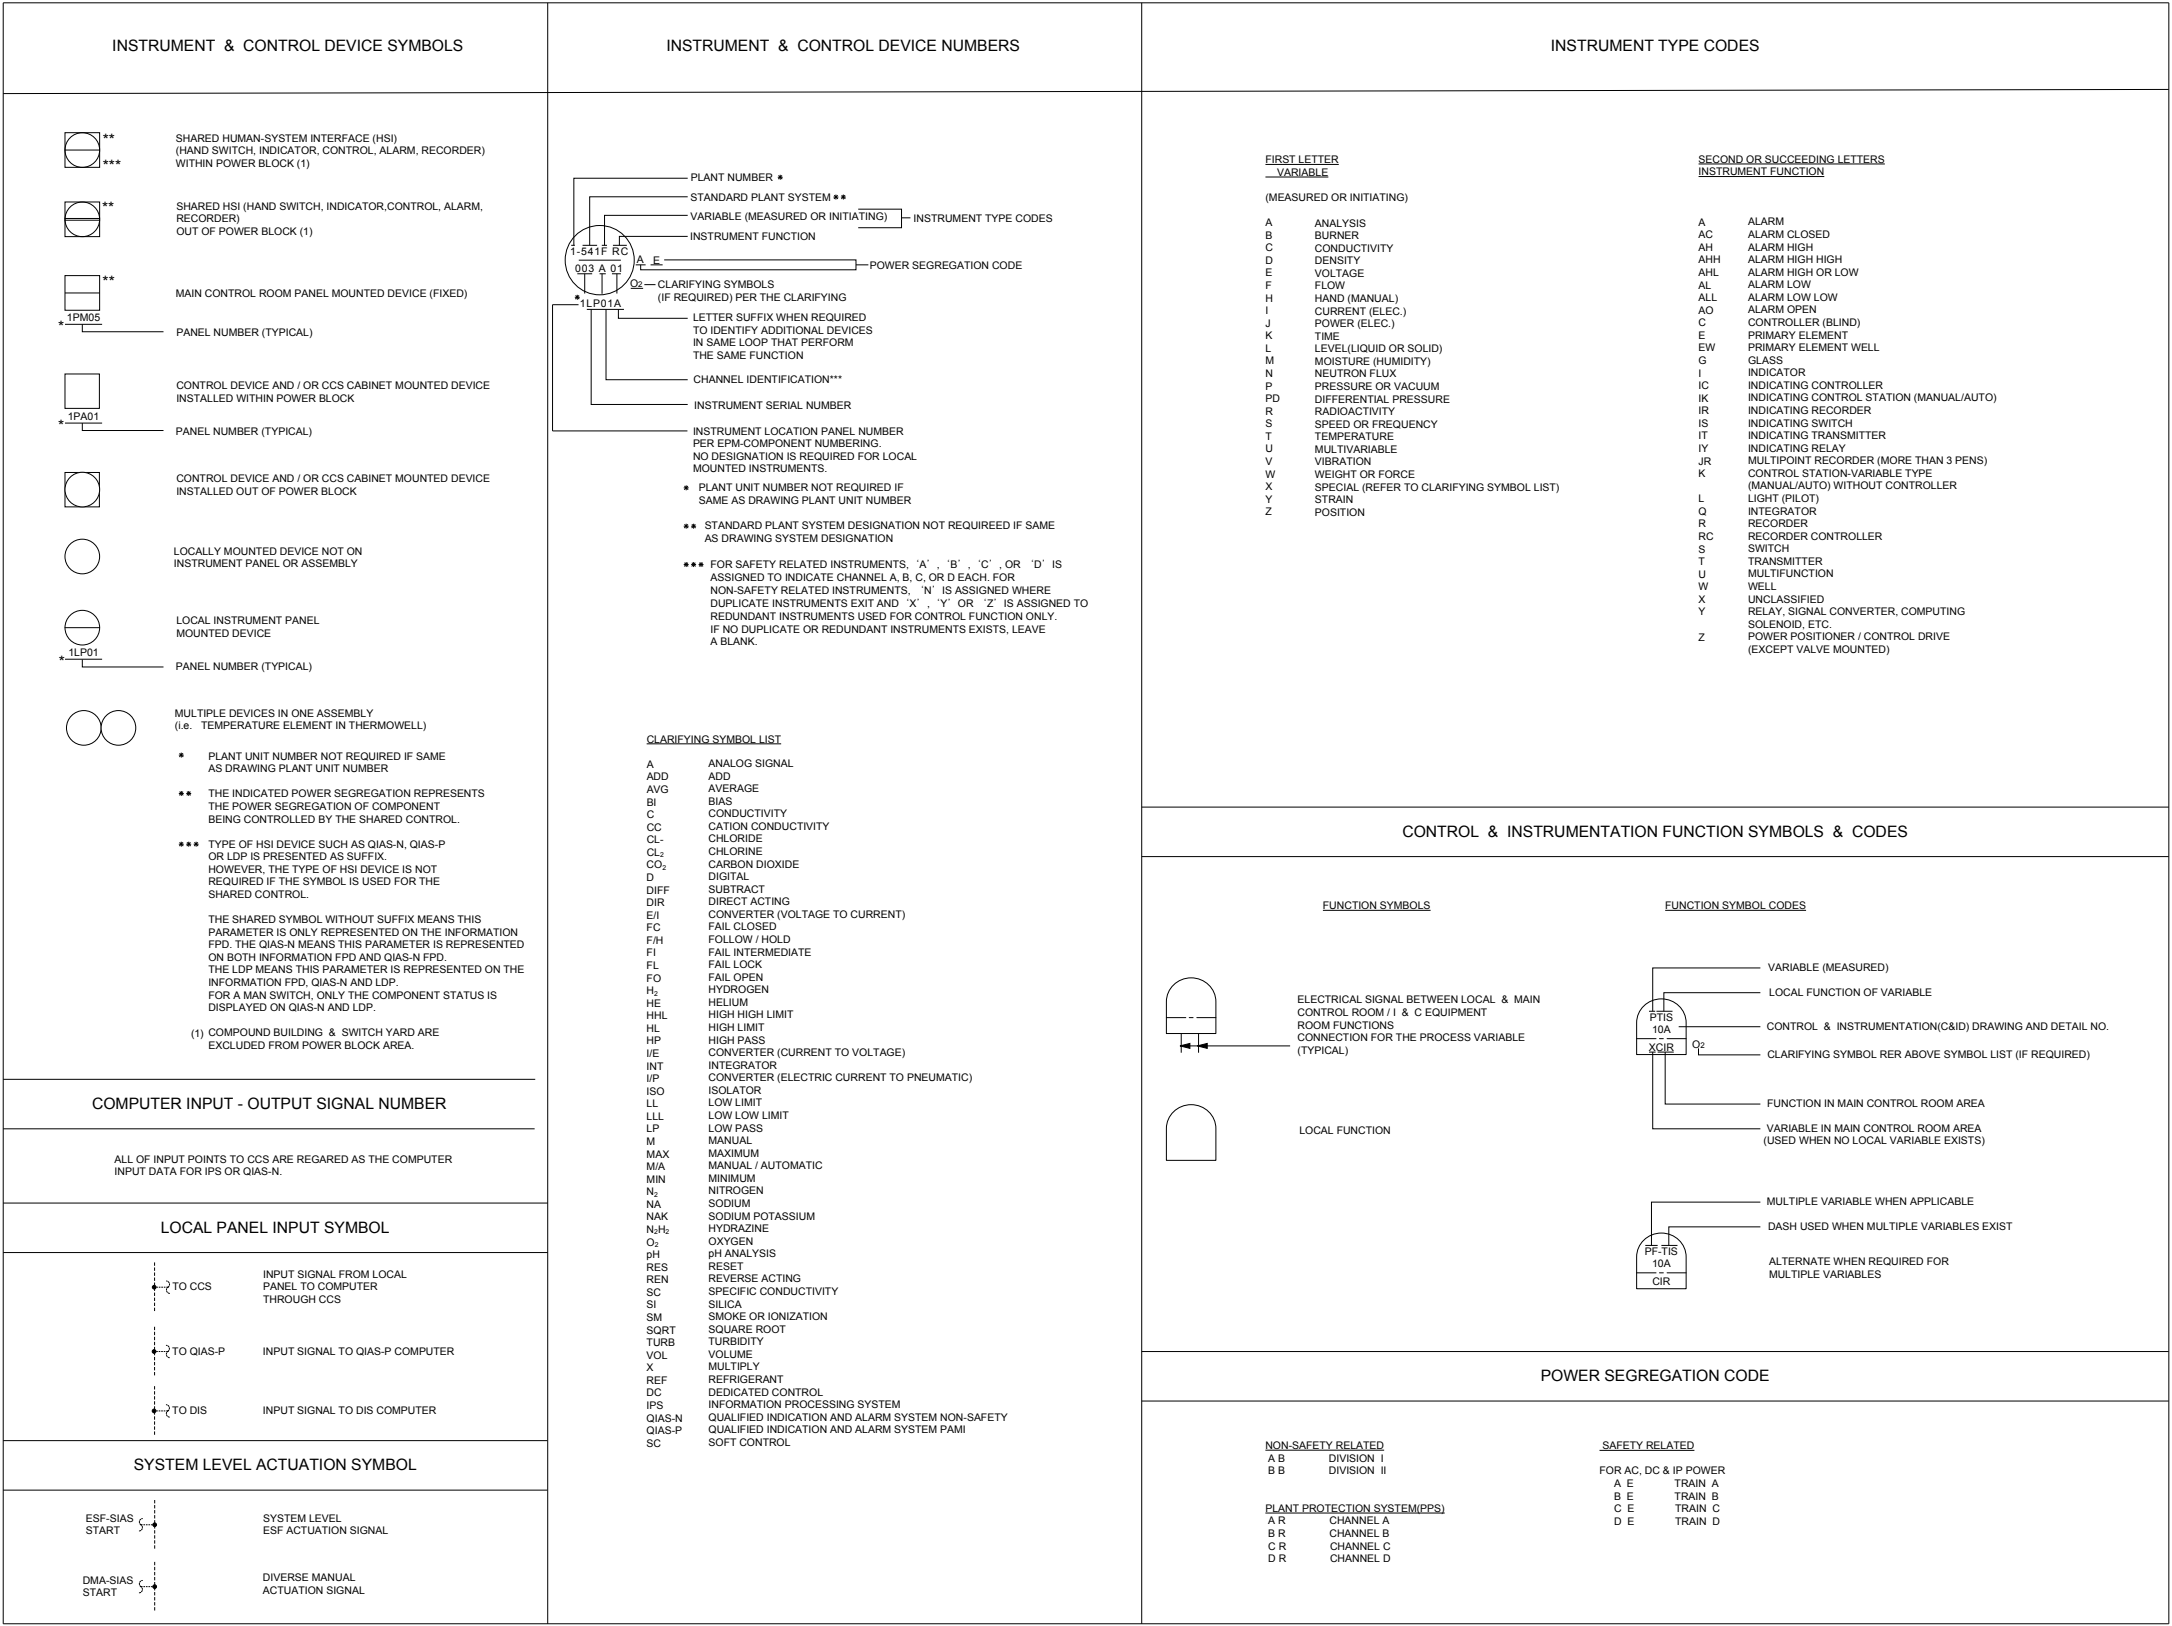 INSTRUMENT & CONTROL DEVICE SYMBOLS
**
***
SHARED HUMAN-SYSTEM INTERFACE (HSI)
(HAND SWITCH, INDICATOR, CONTROL, ALARM, RECORDER)
WITHIN POWER BLOCK (1)
**
SHARED HSI (HAND SWITCH, INDICATOR,CONTROL, ALARM,
RECORDER)
OUT OF POWER BLOCK (1)
**
MAIN CONTROL ROOM PANEL MOUNTED DEVICE (FIXED)
* 1PM05
PANEL NUMBER (TYPICAL)
CONTROL DEVICE AND / OR CCS CABINET MOUNTED DEVICE
INSTALLED WITHIN POWER BLOCK
* 1PA01
PANEL NUMBER (TYPICAL)
CONTROL DEVICE AND / OR CCS CABINET MOUNTED DEVICE
INSTALLED OUT OF POWER BLOCK
LOCALLY MOUNTED DEVICE NOT ON
INSTRUMENT PANEL OR ASSEMBLY
LOCAL INSTRUMENT PANEL
MOUNTED DEVICE
* 1LP01
PANEL NUMBER (TYPICAL)
MULTIPLE DEVICES IN ONE ASSEMBLY
(i.e. TEMPERATURE ELEMENT IN THERMOWELL)
* PLANT UNIT NUMBER NOT REQUIRED IF SAME
AS DRAWING PLANT UNIT NUMBER
** THE INDICATED POWER SEGREGATION REPRESENTS
THE POWER SEGREGATION OF COMPONENT
BEING CONTROLLED BY THE SHARED CONTROL.
*** TYPE OF HSI DEVICE SUCH AS QIAS-N, QIAS-P
OR LDP IS PRESENTED AS SUFFIX.
HOWEVER, THE TYPE OF HSI DEVICE IS NOT
REQUIRED IF THE SYMBOL IS USED FOR THE
SHARED CONTROL.
THE SHARED SYMBOL WITHOUT SUFFIX MEANS THIS
PARAMETER IS ONLY REPRESENTED ON THE INFORMATION
FPD. THE QIAS-N MEANS THIS PARAMETER IS REPRESENTED
ON BOTH INFORMATION FPD AND QIAS-N FPD.
THE LDP MEANS THIS PARAMETER IS REPRESENTED ON THE
INFORMATION FPD, QIAS-N AND LDP.
FOR A MAN SWITCH, ONLY THE COMPONENT STATUS IS
DISPLAYED ON QIAS-N AND LDP.
(1) COMPOUND BUILDING & SWITCH YARD ARE
EXCLUDED FROM POWER BLOCK AREA.
COMPUTER INPUT - OUTPUT SIGNAL NUMBER
ALL OF INPUT POINTS TO CCS ARE REGARED AS THE COMPUTER
INPUT DATA FOR IPS OR QIAS-N.
LOCAL PANEL INPUT SYMBOL
TO CCS
INPUT SIGNAL FROM LOCAL
PANEL TO COMPUTER
THROUGH CCS
TO QIAS-P INPUT SIGNAL TO QIAS-P COMPUTER
TO DIS INPUT SIGNAL TO DIS COMPUTER
SYSTEM LEVEL ACTUATION SYMBOL
ESF-SIAS
START
SYSTEM LEVEL
ESF ACTUATION SIGNAL
DMA-SIAS
START
DIVERSE MANUAL
ACTUATION SIGNAL
INSTRUMENT & CONTROL DEVICE NUMBERS
PLANT NUMBER *
STANDARD PLANT SYSTEM **
VARIABLE (MEASURED OR INITIATING)
INSTRUMENT TYPE CODES
INSTRUMENT FUNCTION
1-541F RC
003 A 01
A E
POWER SEGREGATION CODE
O₂
CLARIFYING SYMBOLS
(IF REQUIRED) PER THE CLARIFYING
* 1LP01A
LETTER SUFFIX WHEN REQUIRED
TO IDENTIFY ADDITIONAL DEVICES
IN SAME LOOP THAT PERFORM
THE SAME FUNCTION
CHANNEL IDENTIFICATION***
INSTRUMENT SERIAL NUMBER
INSTRUMENT LOCATION PANEL NUMBER
PER EPM-COMPONENT NUMBERING.
NO DESIGNATION IS REQUIRED FOR LOCAL
MOUNTED INSTRUMENTS.
* PLANT UNIT NUMBER NOT REQUIRED IF
SAME AS DRAWING PLANT UNIT NUMBER
** STANDARD PLANT SYSTEM DESIGNATION NOT REQUIREED IF SAME
AS DRAWING SYSTEM DESIGNATION
*** FOR SAFETY RELATED INSTRUMENTS, 'A' , 'B' , 'C' , OR 'D' IS
ASSIGNED TO INDICATE CHANNEL A, B, C, OR D EACH. FOR
NON-SAFETY RELATED INSTRUMENTS, 'N' IS ASSIGNED WHERE
DUPLICATE INSTRUMENTS EXIT AND 'X' , 'Y' OR 'Z' IS ASSIGNED TO
REDUNDANT INSTRUMENTS USED FOR CONTROL FUNCTION ONLY.
IF NO DUPLICATE OR REDUNDANT INSTRUMENTS EXISTS, LEAVE
A BLANK.
CLARIFYING SYMBOL LIST
A ANALOG SIGNAL
ADD ADD
AVG AVERAGE
BI BIAS
C CONDUCTIVITY
CC CATION CONDUCTIVITY
CL- CHLORIDE
CL₂ CHLORINE
CO₂ CARBON DIOXIDE
D DIGITAL
DIFF SUBTRACT
DIR DIRECT ACTING
E/I CONVERTER (VOLTAGE TO CURRENT)
FC FAIL CLOSED
F/H FOLLOW / HOLD
FI FAIL INTERMEDIATE
FL FAIL LOCK
FO FAIL OPEN
H₂ HYDROGEN
HE HELIUM
HHL HIGH HIGH LIMIT
HL HIGH LIMIT
HP HIGH PASS
I/E CONVERTER (CURRENT TO VOLTAGE)
INT INTEGRATOR
I/P CONVERTER (ELECTRIC CURRENT TO PNEUMATIC)
ISO ISOLATOR
LL LOW LIMIT
LLL LOW LOW LIMIT
LP LOW PASS
M MANUAL
MAX MAXIMUM
M/A MANUAL / AUTOMATIC
MIN MINIMUM
N₂ NITROGEN
NA SODIUM
NAK SODIUM POTASSIUM
N₂H₂ HYDRAZINE
O₂ OXYGEN
pH pH ANALYSIS
RES RESET
REN REVERSE ACTING
SC SPECIFIC CONDUCTIVITY
SI SILICA
SM SMOKE OR IONIZATION
SQRT SQUARE ROOT
TURB TURBIDITY
VOL VOLUME
X MULTIPLY
REF REFRIGERANT
DC DEDICATED CONTROL
IPS INFORMATION PROCESSING SYSTEM
QIAS-N QUALIFIED INDICATION AND ALARM SYSTEM NON-SAFETY
QIAS-P QUALIFIED INDICATION AND ALARM SYSTEM PAMI
SC SOFT CONTROL
INSTRUMENT TYPE CODES
FIRST LETTER
VARIABLE
(MEASURED OR INITIATING)
A ANALYSIS
B BURNER
C CONDUCTIVITY
D DENSITY
E VOLTAGE
F FLOW
H HAND (MANUAL)
I CURRENT (ELEC.)
J POWER (ELEC.)
K TIME
L LEVEL(LIQUID OR SOLID)
M MOISTURE (HUMIDITY)
N NEUTRON FLUX
P PRESSURE OR VACUUM
PD DIFFERENTIAL PRESSURE
R RADIOACTIVITY
S SPEED OR FREQUENCY
T TEMPERATURE
U MULTIVARIABLE
V VIBRATION
W WEIGHT OR FORCE
X SPECIAL (REFER TO CLARIFYING SYMBOL LIST)
Y STRAIN
Z POSITION
SECOND OR SUCCEEDING LETTERS
INSTRUMENT FUNCTION
A ALARM
AC ALARM CLOSED
AH ALARM HIGH
AHH ALARM HIGH HIGH
AHL ALARM HIGH OR LOW
AL ALARM LOW
ALL ALARM LOW LOW
AO ALARM OPEN
C CONTROLLER (BLIND)
E PRIMARY ELEMENT
EW PRIMARY ELEMENT WELL
G GLASS
I INDICATOR
IC INDICATING CONTROLLER
IK INDICATING CONTROL STATION (MANUAL/AUTO)
IR INDICATING RECORDER
IS INDICATING SWITCH
IT INDICATING TRANSMITTER
IY INDICATING RELAY
JR MULTIPOINT RECORDER (MORE THAN 3 PENS)
K CONTROL STATION-VARIABLE TYPE
(MANUAL/AUTO) WITHOUT CONTROLLER
L LIGHT (PILOT)
Q INTEGRATOR
R RECORDER
RC RECORDER CONTROLLER
S SWITCH
T TRANSMITTER
U MULTIFUNCTION
W WELL
X UNCLASSIFIED
Y RELAY, SIGNAL CONVERTER, COMPUTING
SOLENOID, ETC.
Z POWER POSITIONER / CONTROL DRIVE
(EXCEPT VALVE MOUNTED)
CONTROL & INSTRUMENTATION FUNCTION SYMBOLS & CODES
FUNCTION SYMBOLS
ELECTRICAL SIGNAL BETWEEN LOCAL & MAIN
CONTROL ROOM / I & C EQUIPMENT
ROOM FUNCTIONS
CONNECTION FOR THE PROCESS VARIABLE
(TYPICAL)
LOCAL FUNCTION
FUNCTION SYMBOL CODES
VARIABLE (MEASURED)
LOCAL FUNCTION OF VARIABLE
PTIS
10A
XCIR
O₂
CONTROL & INSTRUMENTATION(C&ID) DRAWING AND DETAIL NO.
CLARIFYING SYMBOL RER ABOVE SYMBOL LIST (IF REQUIRED)
FUNCTION IN MAIN CONTROL ROOM AREA
VARIABLE IN MAIN CONTROL ROOM AREA
(USED WHEN NO LOCAL VARIABLE EXISTS)
MULTIPLE VARIABLE WHEN APPLICABLE
DASH USED WHEN MULTIPLE VARIABLES EXIST
PF-TIS
10A
CIR
ALTERNATE WHEN REQUIRED FOR
MULTIPLE VARIABLES
POWER SEGREGATION CODE
NON-SAFETY RELATED
A B DIVISION I
B B DIVISION II
PLANT PROTECTION SYSTEM(PPS)
A R CHANNEL A
B R CHANNEL B
C R CHANNEL C
D R CHANNEL D
SAFETY RELATED
FOR AC, DC & IP POWER
A E TRAIN A
B E TRAIN B
C E TRAIN C
D E TRAIN D